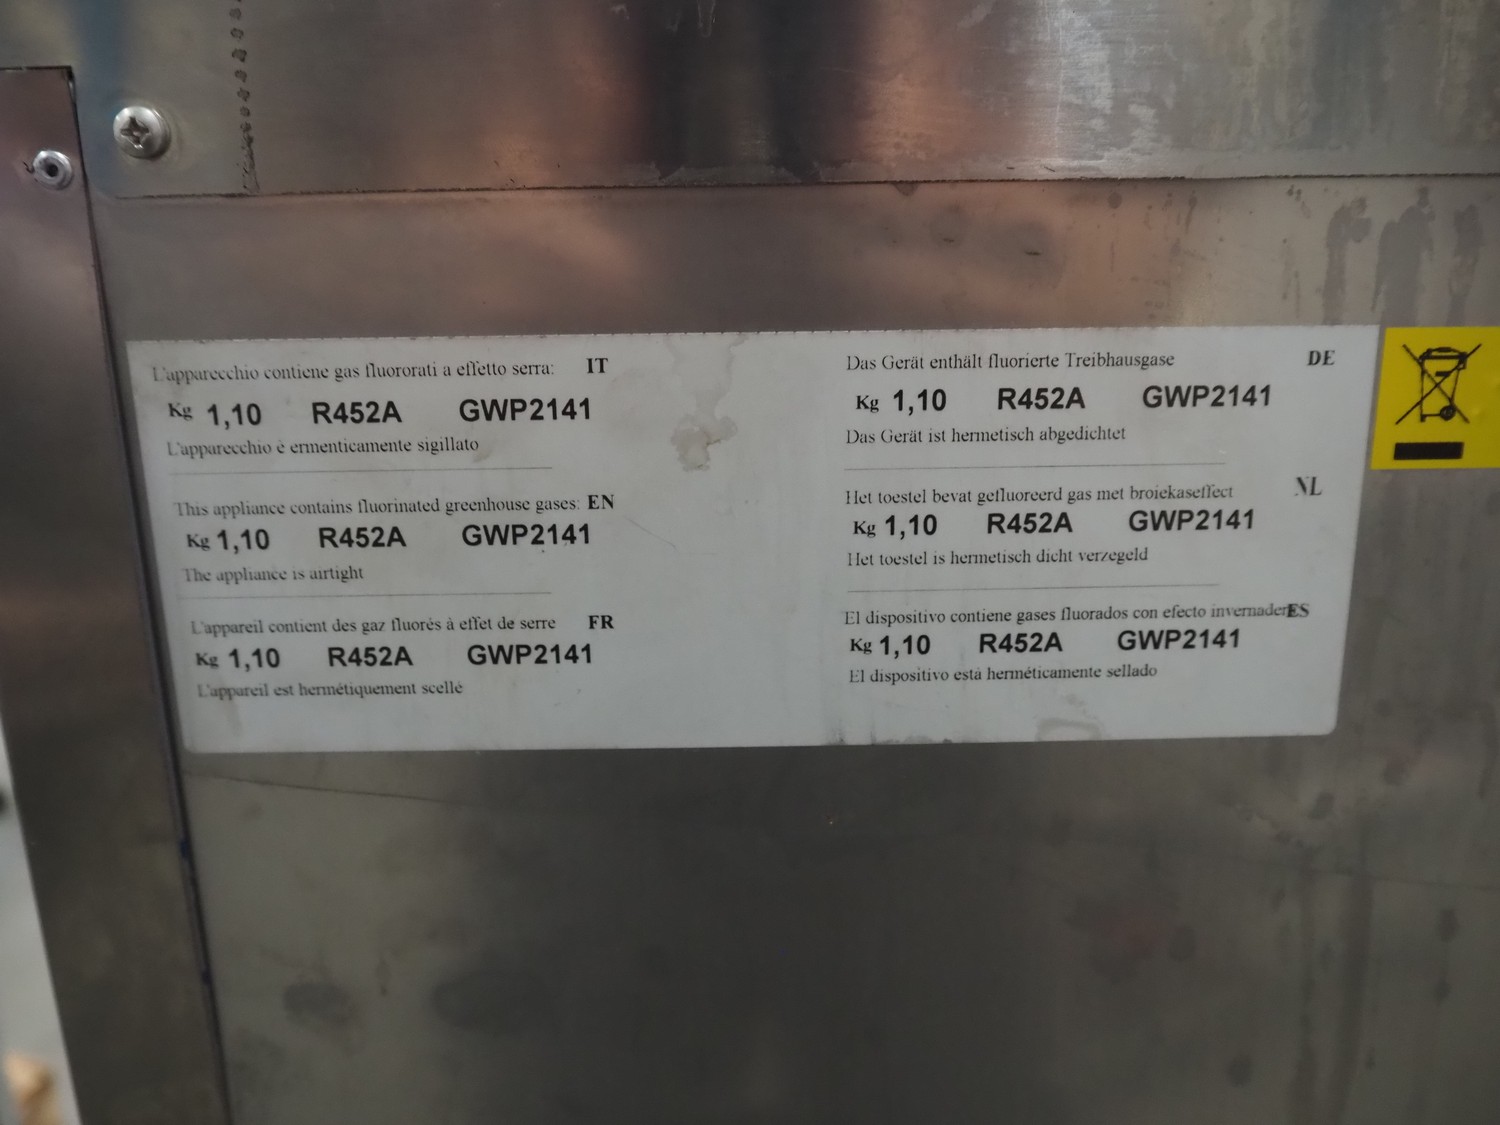 L'apparecchio contiene gas fluororati a effetto serra: IT
Kg 1,10 R452A GWP2141
L'apparecchio è ermenticamente sigillato
This appliance contains fluorinated greenhouse gases: EN
Kg 1,10 R452A GWP2141
The appliance is airtight
L'appareil contient des gaz fluorés à effet de serre FR
Kg 1,10 R452A GWP2141
L'appareil est hermétiquement scellé
Das Gerät enthält fluorierte Treibhausgase DE
Kg 1,10 R452A GWP2141
Das Gerät ist hermetisch abgedichtet
Het toestel bevat gefluoreerd gas met broiekaseffect NL
Kg 1,10 R452A GWP2141
Het toestel is hermetisch dicht verzegeld
El dispositivo contiene gases fluorados con efecto invernader ES
Kg 1,10 R452A GWP2141
El dispositivo está herméticamente sellado